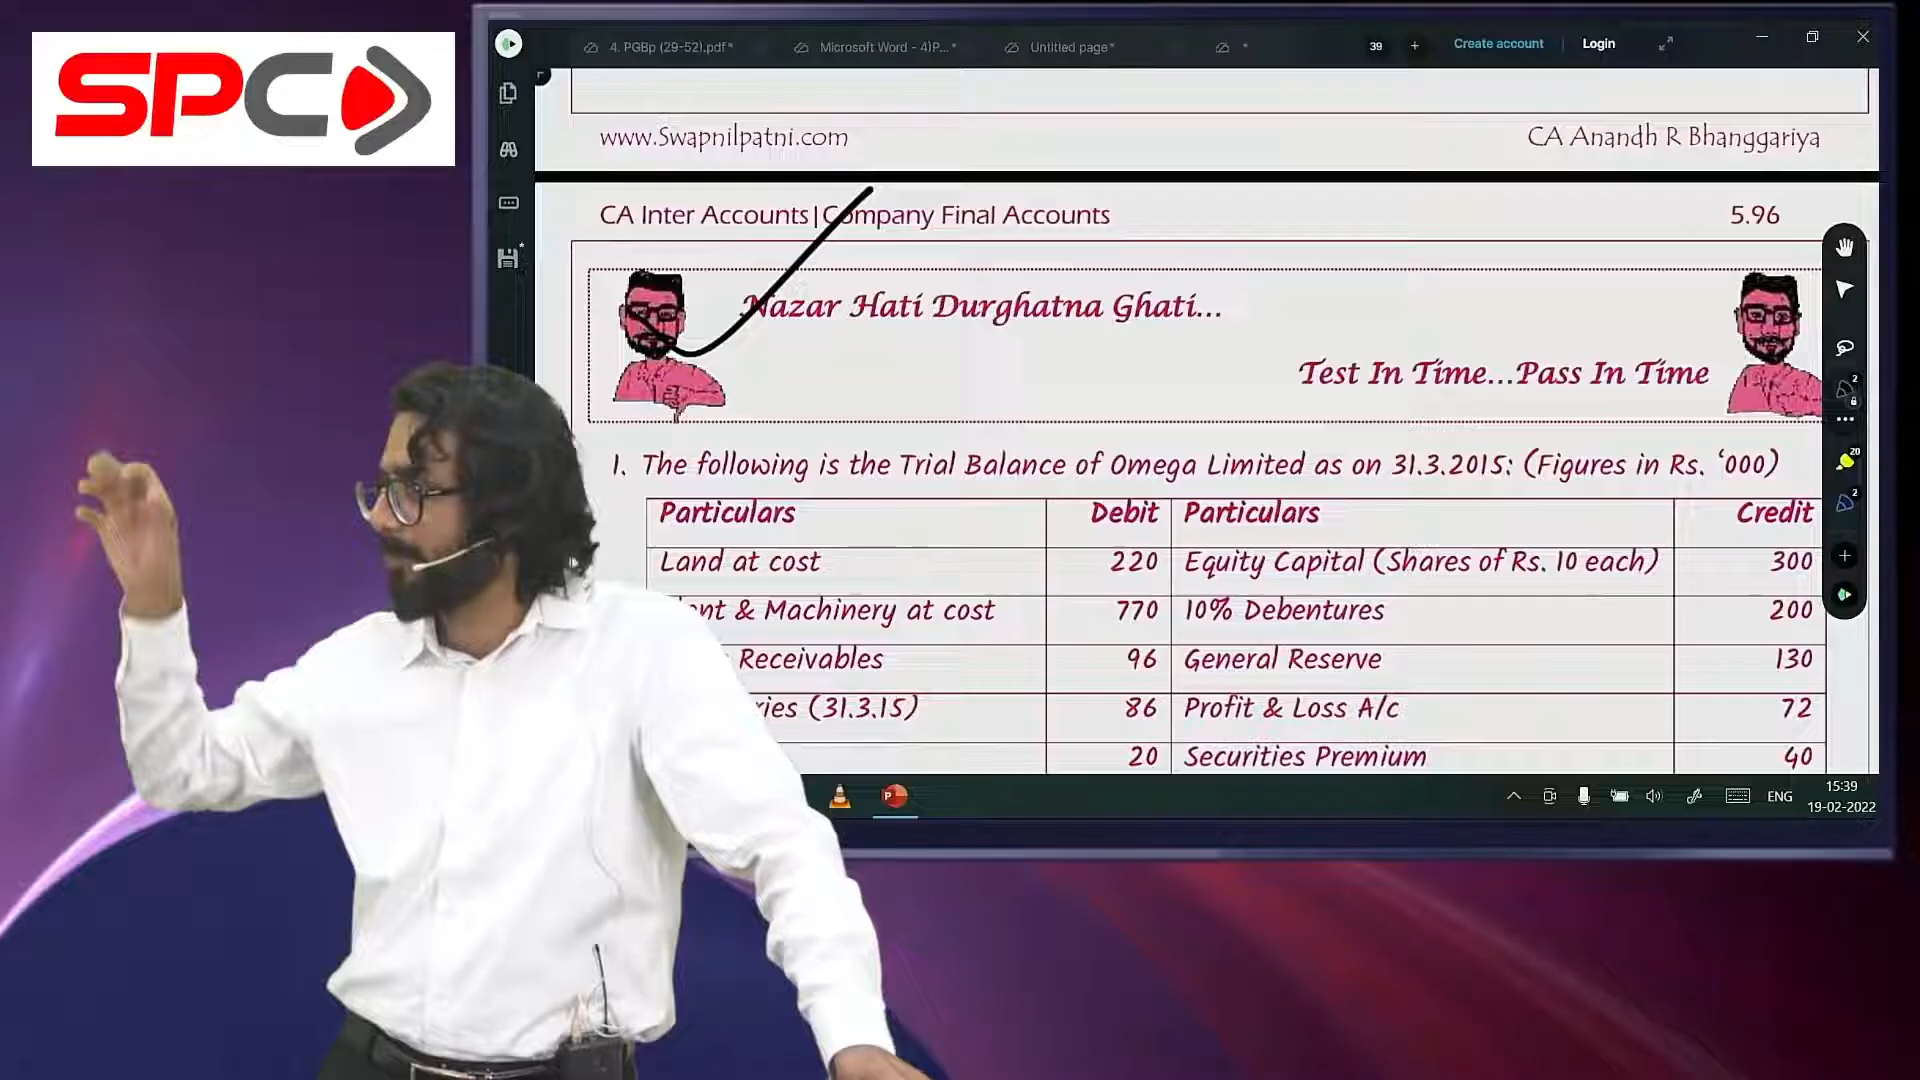 SPC
4. PGBp (29-52).pdf*
Microsoft Word - 4)P...*
Untitled page*
*
39
+
Create account
Login
www.Swapnilpatni.com
CA Anandh R Bhanggariya
CA Inter Accounts|Company Final Accounts
5.96
Nazar Hati Durghatna Ghati...
Test In Time...Pass In Time
1. The following is the Trial Balance of Omega Limited as on 31.3.2015: (Figures in Rs. ‘000)
Particulars Debit Particulars Credit
Land at cost 220 Equity Capital (Shares of Rs. 10 each) 300
& Machinery at cost 770 10% Debentures 200
Receivables 96 General Reserve 130
(31.3.15) 86 Profit & Loss A/c 72
20 Securities Premium 40
2
20
2
P
ENG
15:39
19-02-2022